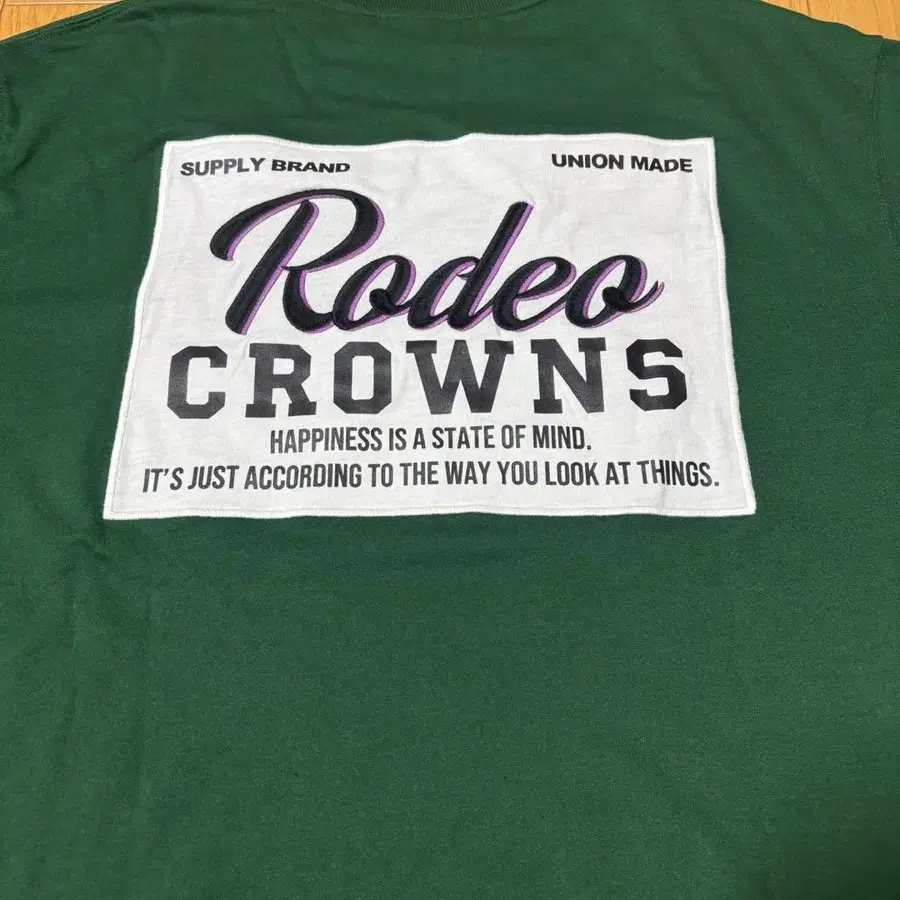 SUPPLY BRAND
UNION MADE
Rodeo
CROWNS
HAPPINESS IS A STATE OF MIND.
IT'S JUST ACCORDING TO THE WAY YOU LOOK AT THINGS.